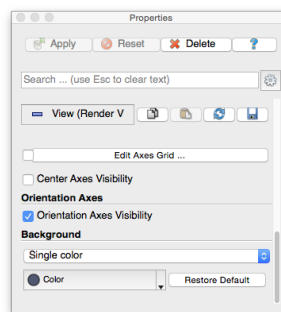 Properties
Apply Reset Delete ?
Search ... (use Esc to clear text)
View (Render V
Edit Axes Grid ...
Center Axes Visibility
Orientation Axes
Orientation Axes Visibility
Background
Single color
Color Restore Default